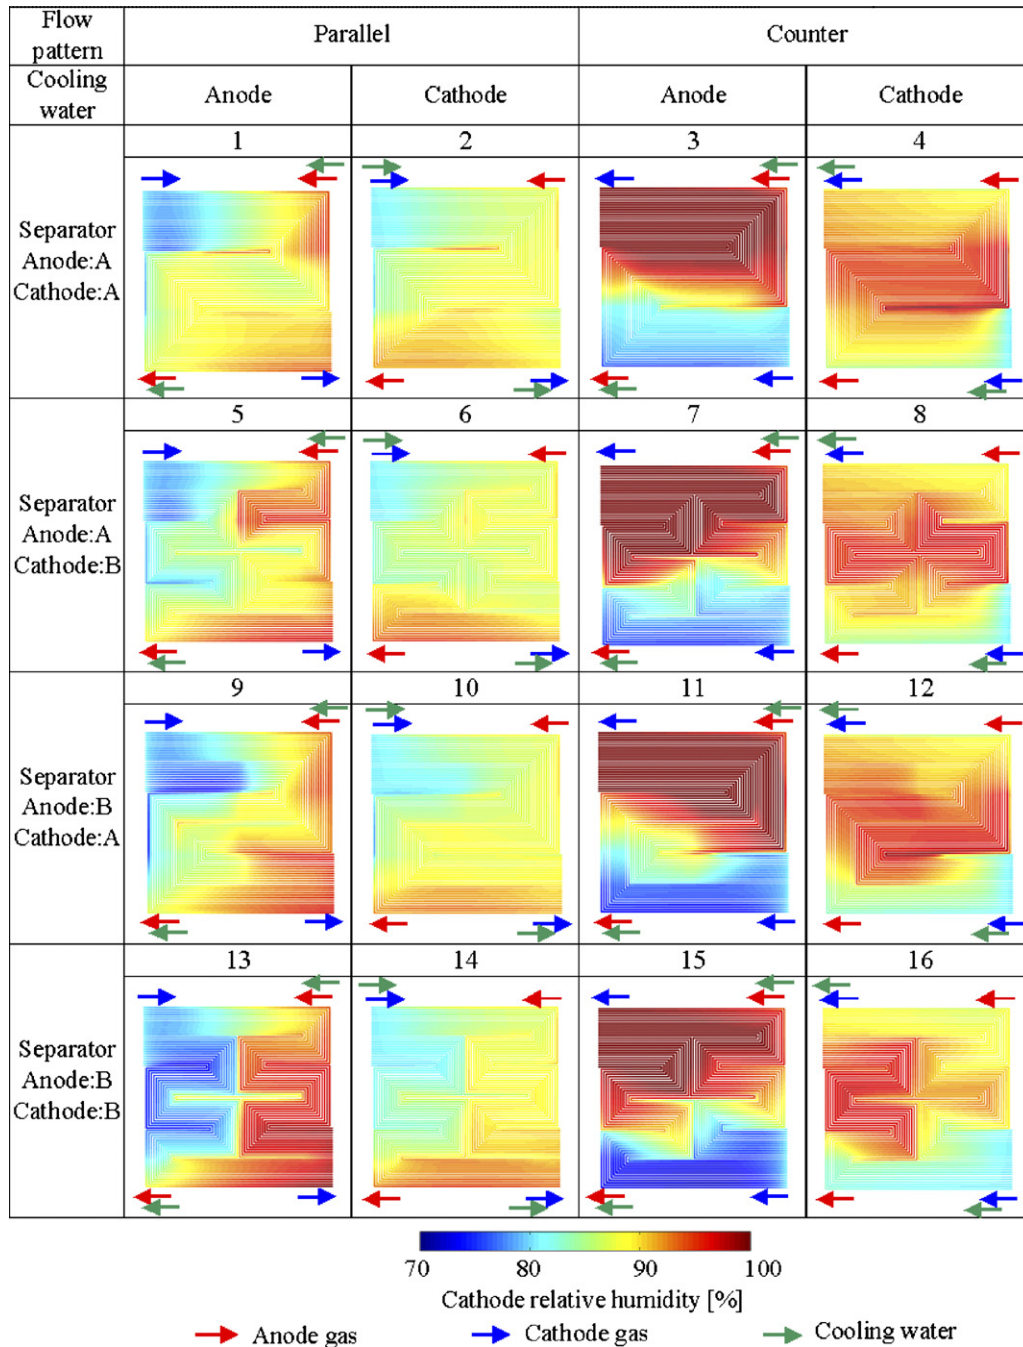 Flow
pattern
Parallel
Counter
Cooling
water
Anode
Cathode
Anode
Cathode
1
2
3
4
Separator
Anode:A
Cathode:A
5
6
7
8
Separator
Anode:A
Cathode:B
9
10
11
12
Separator
Anode:B
Cathode:A
13
14
15
16
Separator
Anode:B
Cathode:B
70
80
90
100
Cathode relative humidity [%]
Anode gas
Cathode gas
Cooling water